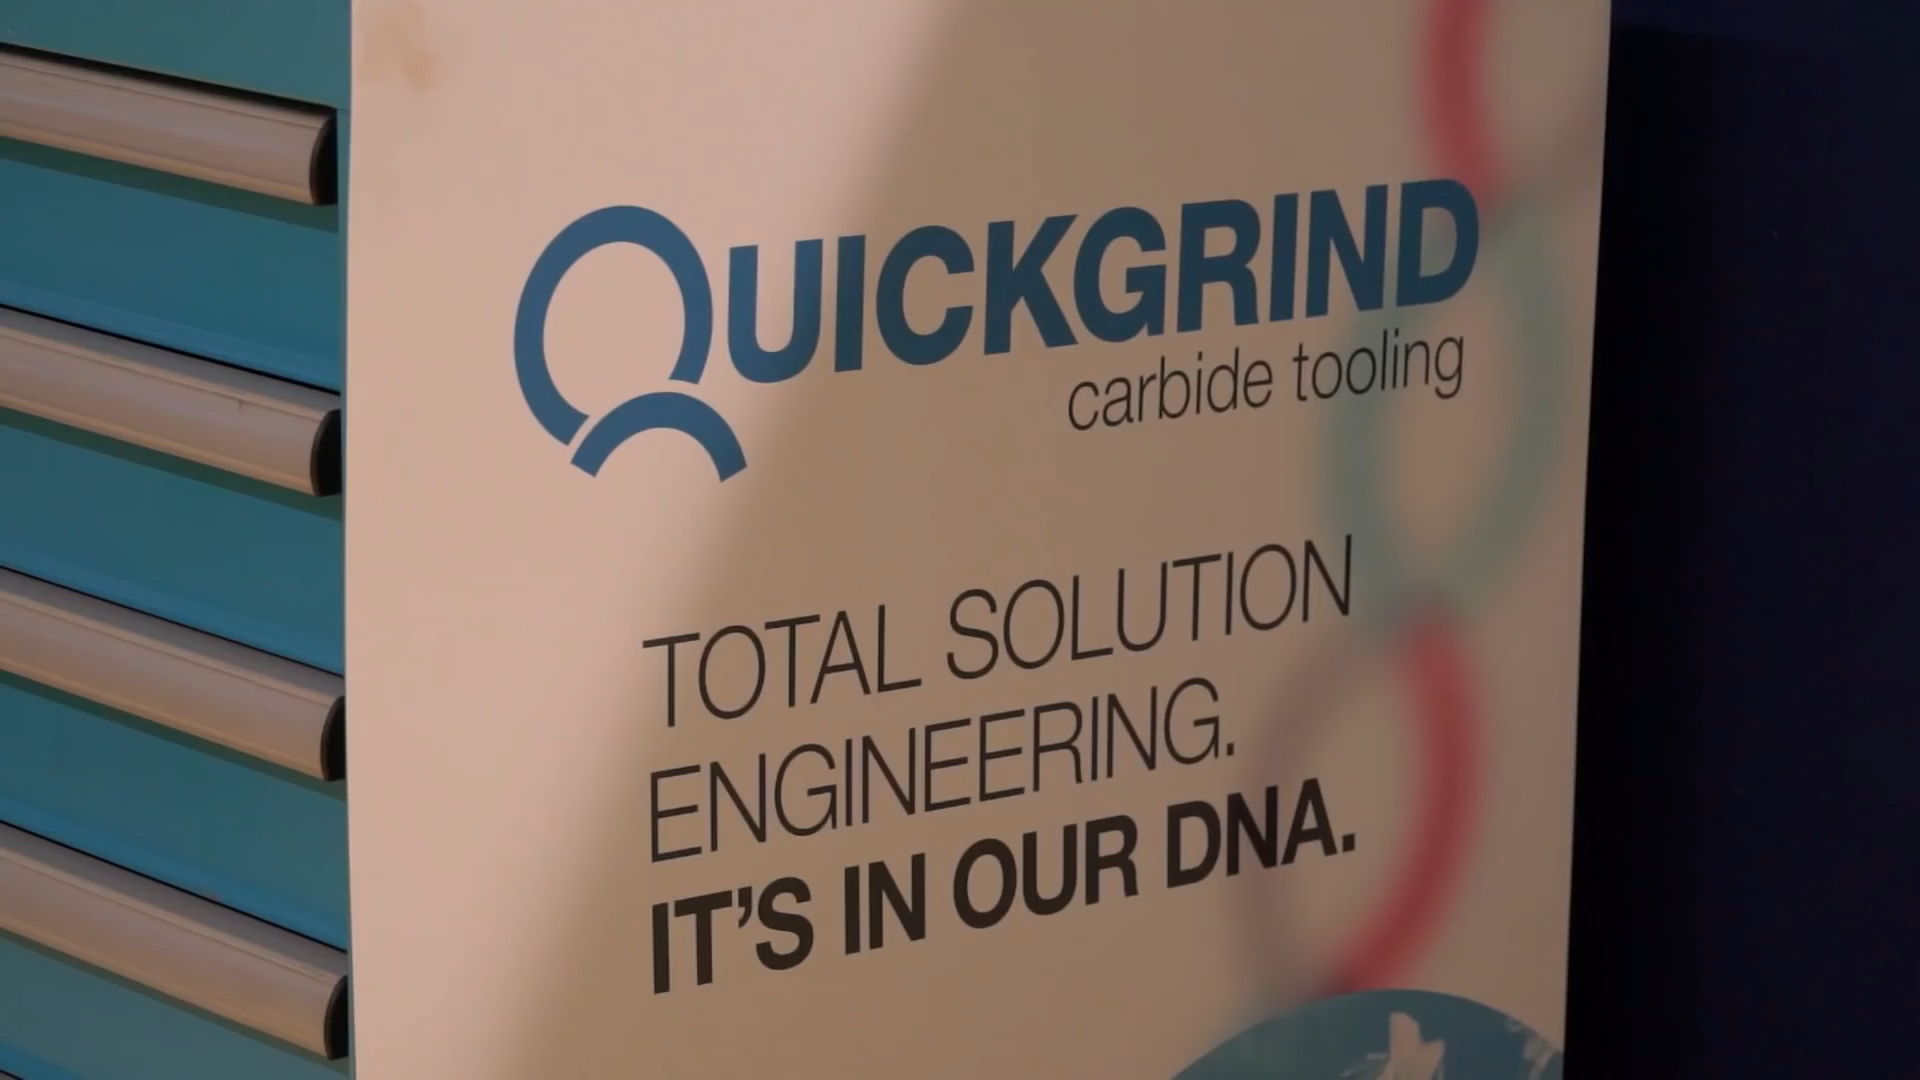 QUICKGRIND
carbide tooling
TOTAL SOLUTION
ENGINEERING.
IT'S IN OUR DNA.